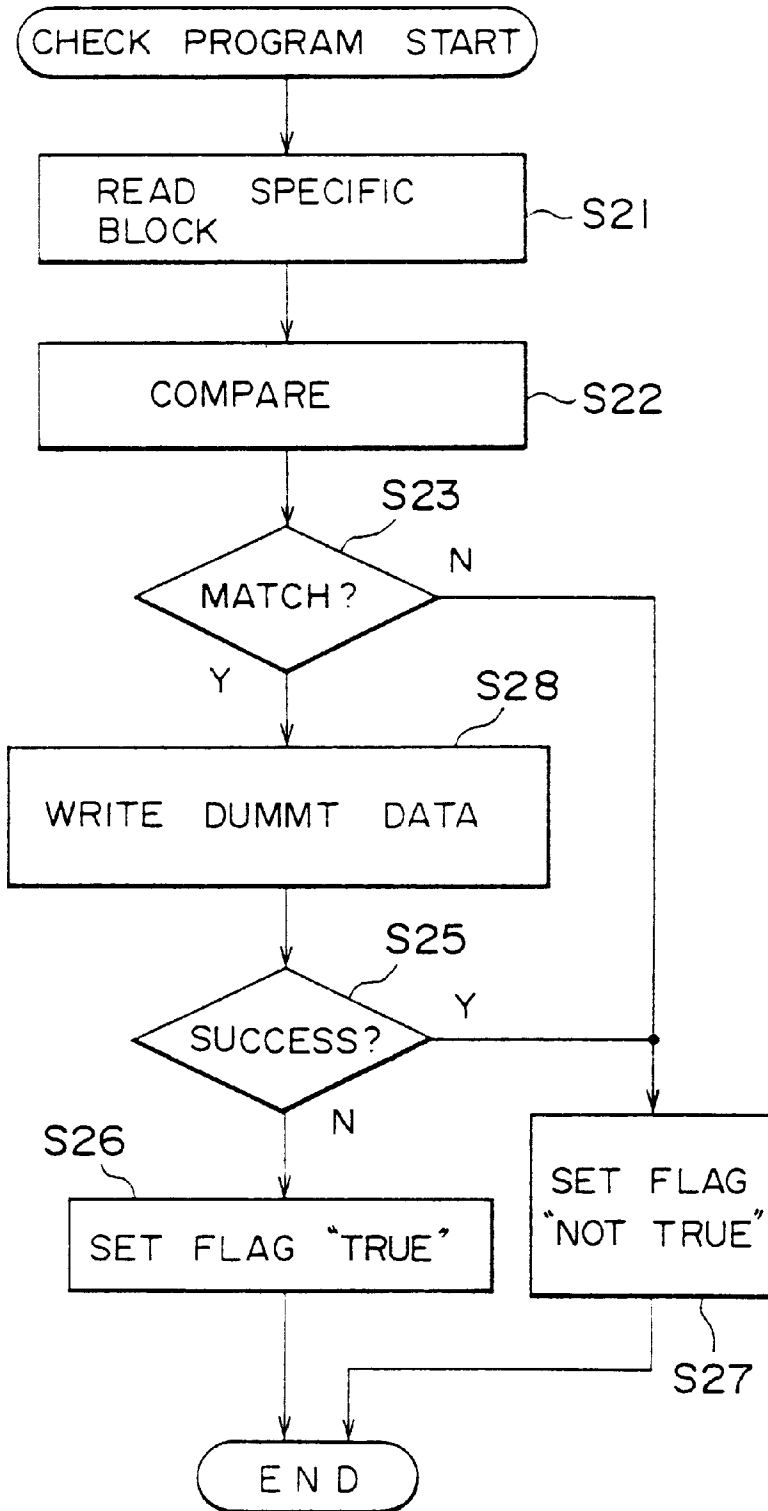 CHECK PROGRAM START
READ SPECIFIC
BLOCK
S21
COMPARE
S22
S23
MATCH?
N
Y
S28
WRITE DUMMT DATA
S25
SUCCESS?
Y
N
S26
SET FLAG "TRUE"
SET FLAG
"NOT TRUE"
S27
END